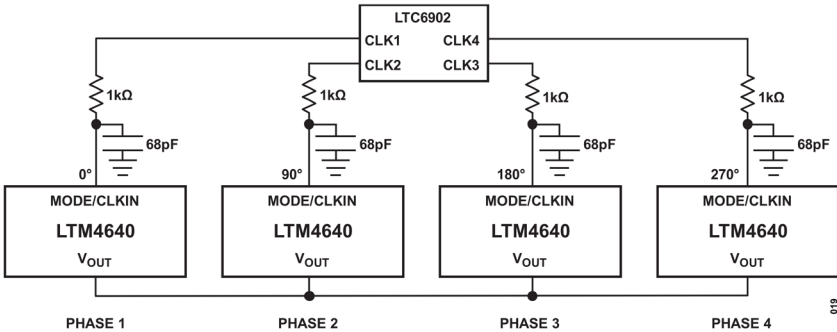 LTC6902
CLK1 CLK4
CLK2 CLK3
1kΩ 1kΩ 1kΩ 1kΩ
68pF 68pF 68pF 68pF
0° 90° 180° 270°
MODE/CLKIN MODE/CLKIN MODE/CLKIN MODE/CLKIN
LTM4640 LTM4640 LTM4640 LTM4640
VOUT VOUT VOUT VOUT
PHASE 1 PHASE 2 PHASE 3 PHASE 4
019